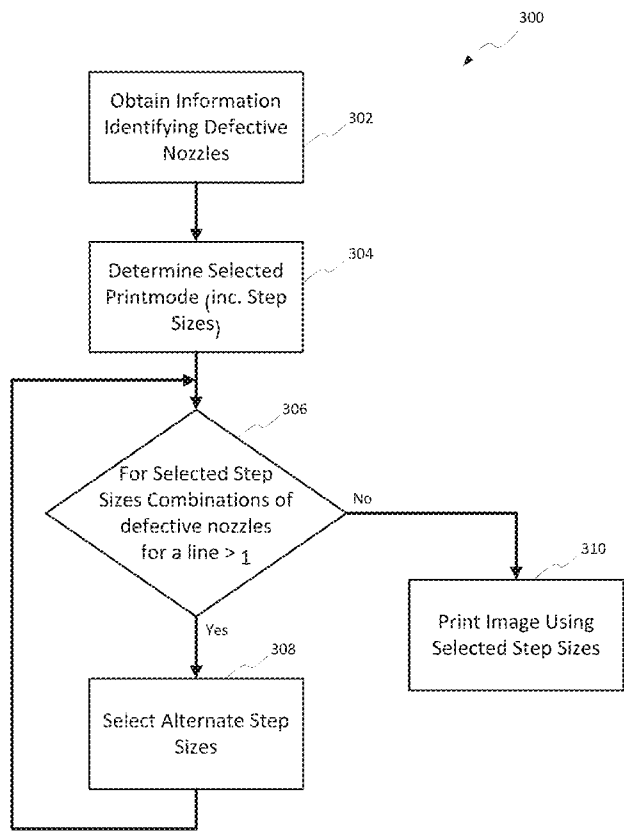 300
Obtain Information
Identifying Defective
Nozzles
302
Determine Selected
Printmode (inc. Step
Sizes)
304
306
For Selected Step
Sizes Combinations of
defective nozzles
for a line > 1
No
Yes
308
Select Alternate Step
Sizes
310
Print Image Using
Selected Step Sizes